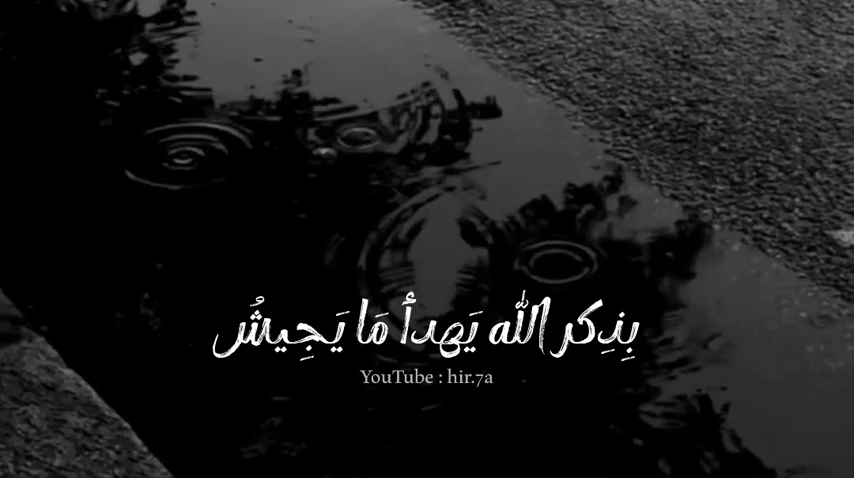 بِذِكر الله يَهدأ مَا يَجِيشُ
YouTube : hir.7a